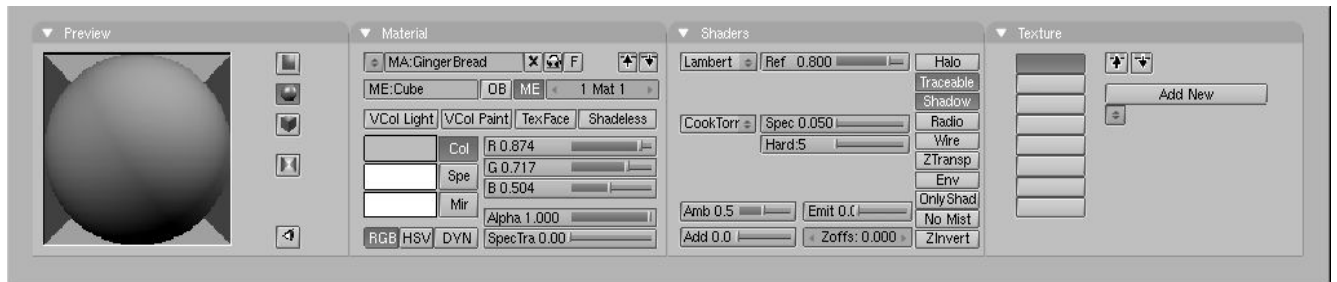 Preview
Material
MA:GingerBread X F
ME:Cube OB ME 1 Mat 1
VCol Light VCol Paint TexFace Shadeless
Col
Spe
Mir
R 0.874
G 0.717
B 0.504
Alpha 1.000
RGB HSV DYN SpecTra 0.00
Shaders
Lambert Ref 0.800
CookTorr Spec 0.050
Hard:5
Amb 0.5 Emit 0.(
Add 0.0 Zoffs: 0.000
Halo
Traceable
Shadow
Radio
Wire
ZTransp
Env
OnlyShad
No Mist
ZInvert
Texture
Add New